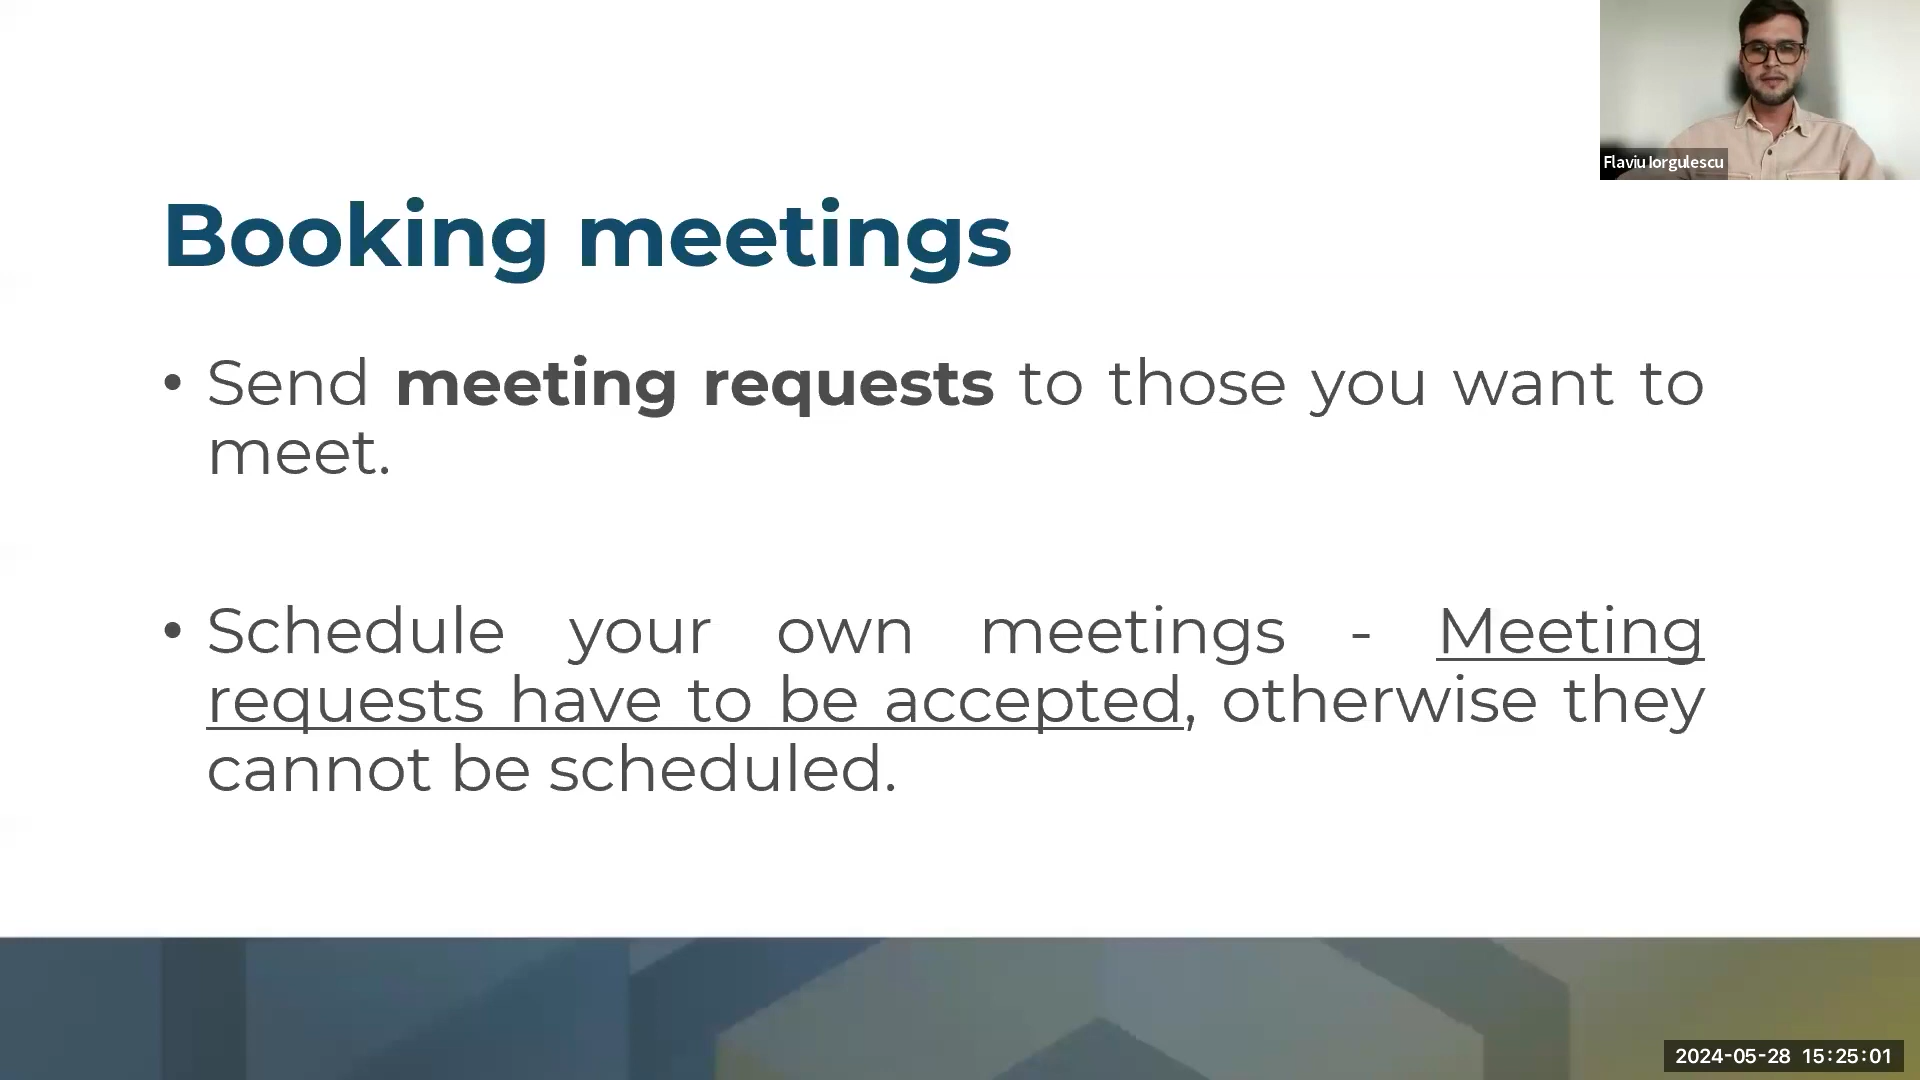 Flaviu Iorgulescu
Booking meetings
• Send meeting requests to those you want to
meet.
• Schedule your own meetings - Meeting
requests have to be accepted, otherwise they
cannot be scheduled.
2024-05-28 15:25:01